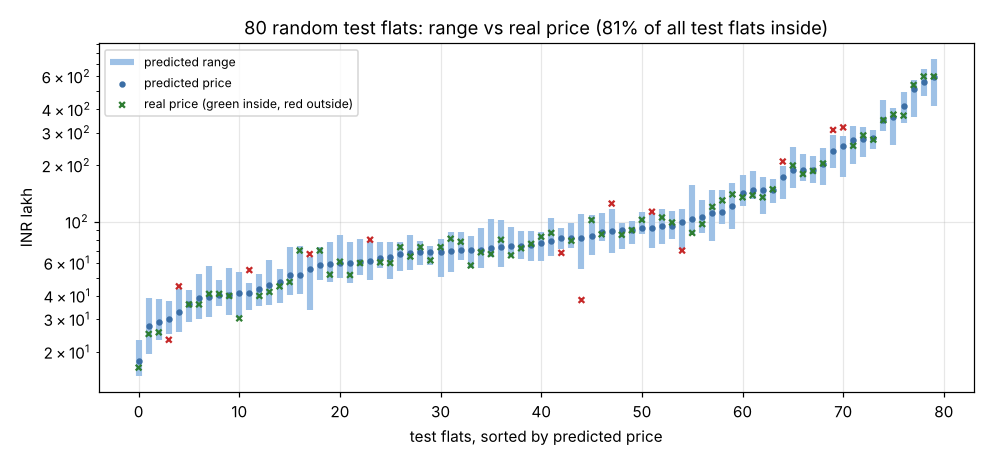 80 random test flats: range vs real price (81% of all test flats inside)
predicted range
predicted price
real price (green inside, red outside)
6 × 10²
4 × 10²
3 × 10²
2 × 10²
10²
6 × 10¹
4 × 10¹
3 × 10¹
2 × 10¹
INR lakh
0 10 20 30 40 50 60 70 80
test flats, sorted by predicted price